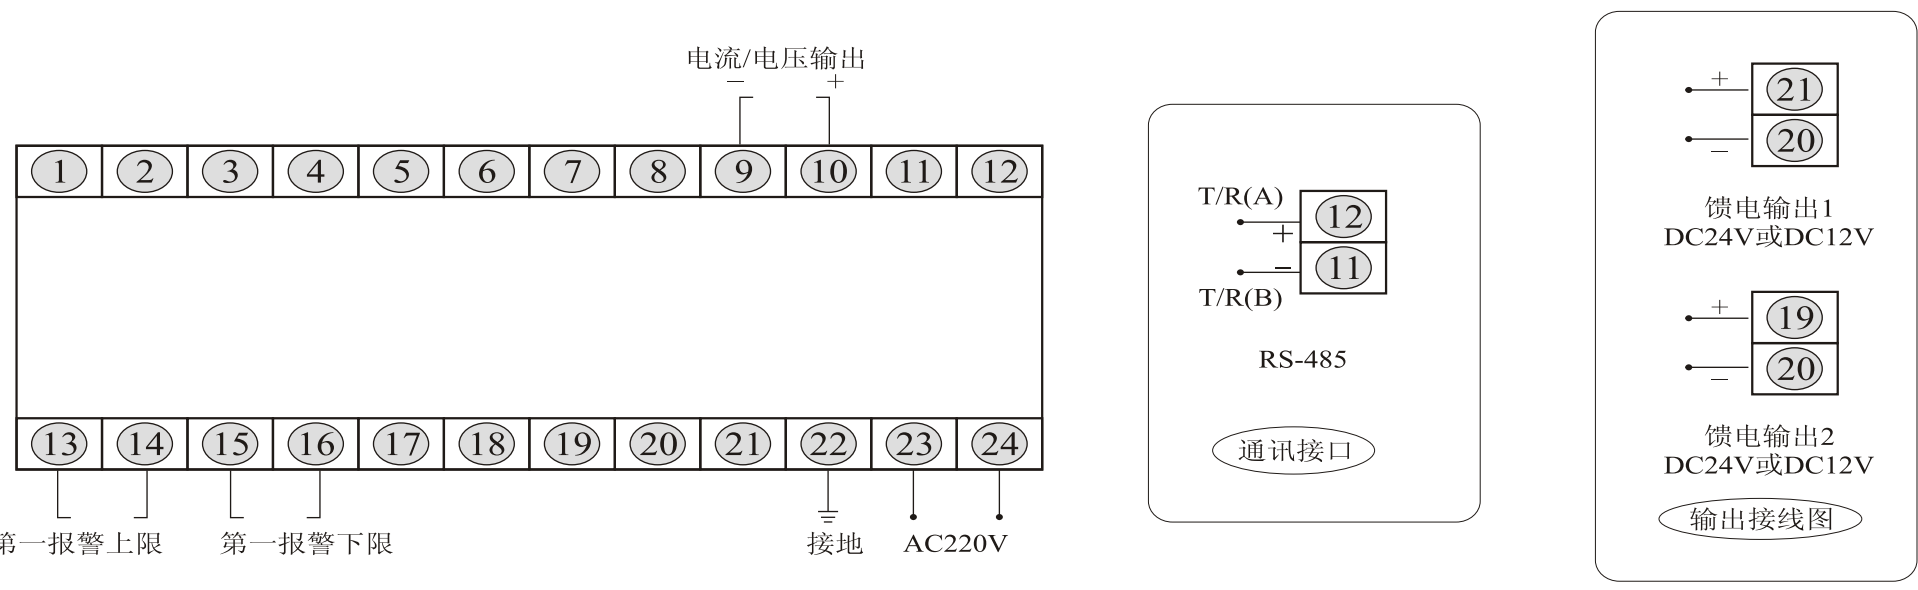 电流/电压输出
− +
1 2 3 4 5 6 7 8 9 10 11 12
13 14 15 16 17 18 19 20 21 22 23 24
第一报警上限 第一报警下限 接地 AC220V
T/R(A)
+ 12
− 11
T/R(B)
RS-485
通讯接口
+ 21
− 20
馈电输出1
DC24V或DC12V
+ 19
− 20
馈电输出2
DC24V或DC12V
输出接线图